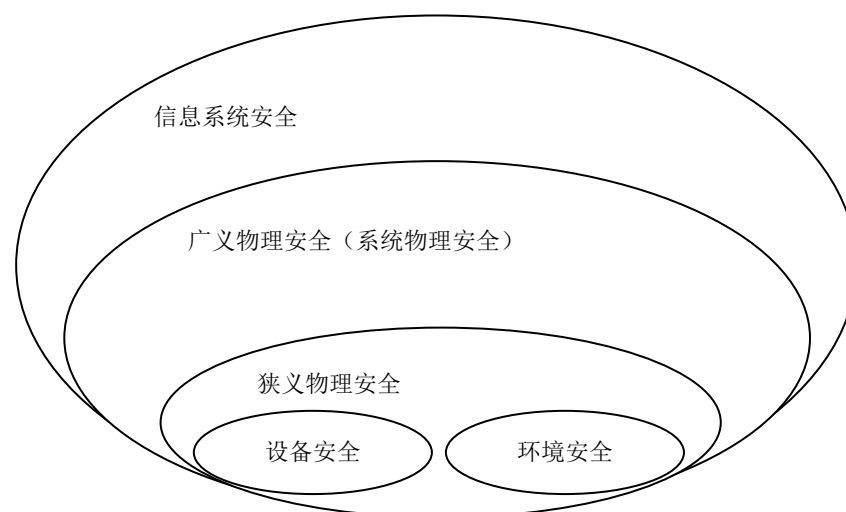 信息系统安全
广义物理安全（系统物理安全）
狭义物理安全
设备安全
环境安全